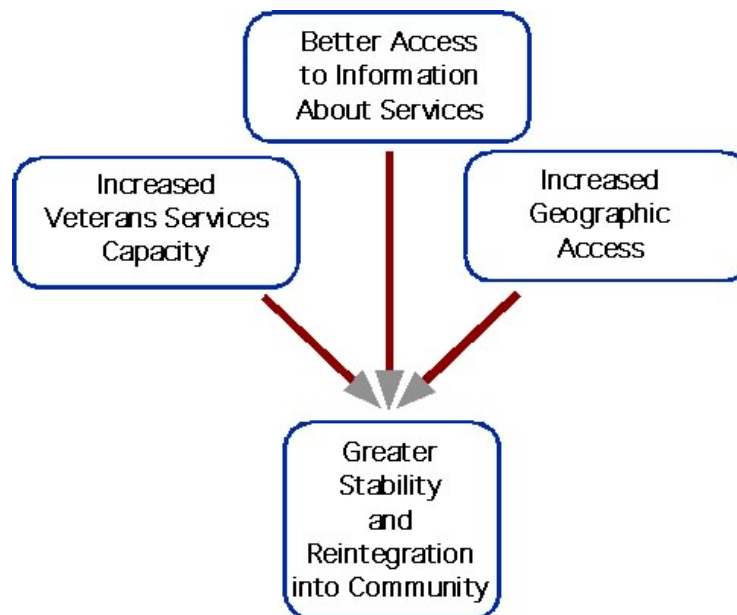 Better Access
to Information
About Services
Increased
Veterans Services
Capacity
Increased
Geographic
Access
Greater
Stability
and
Reintegration
into Community